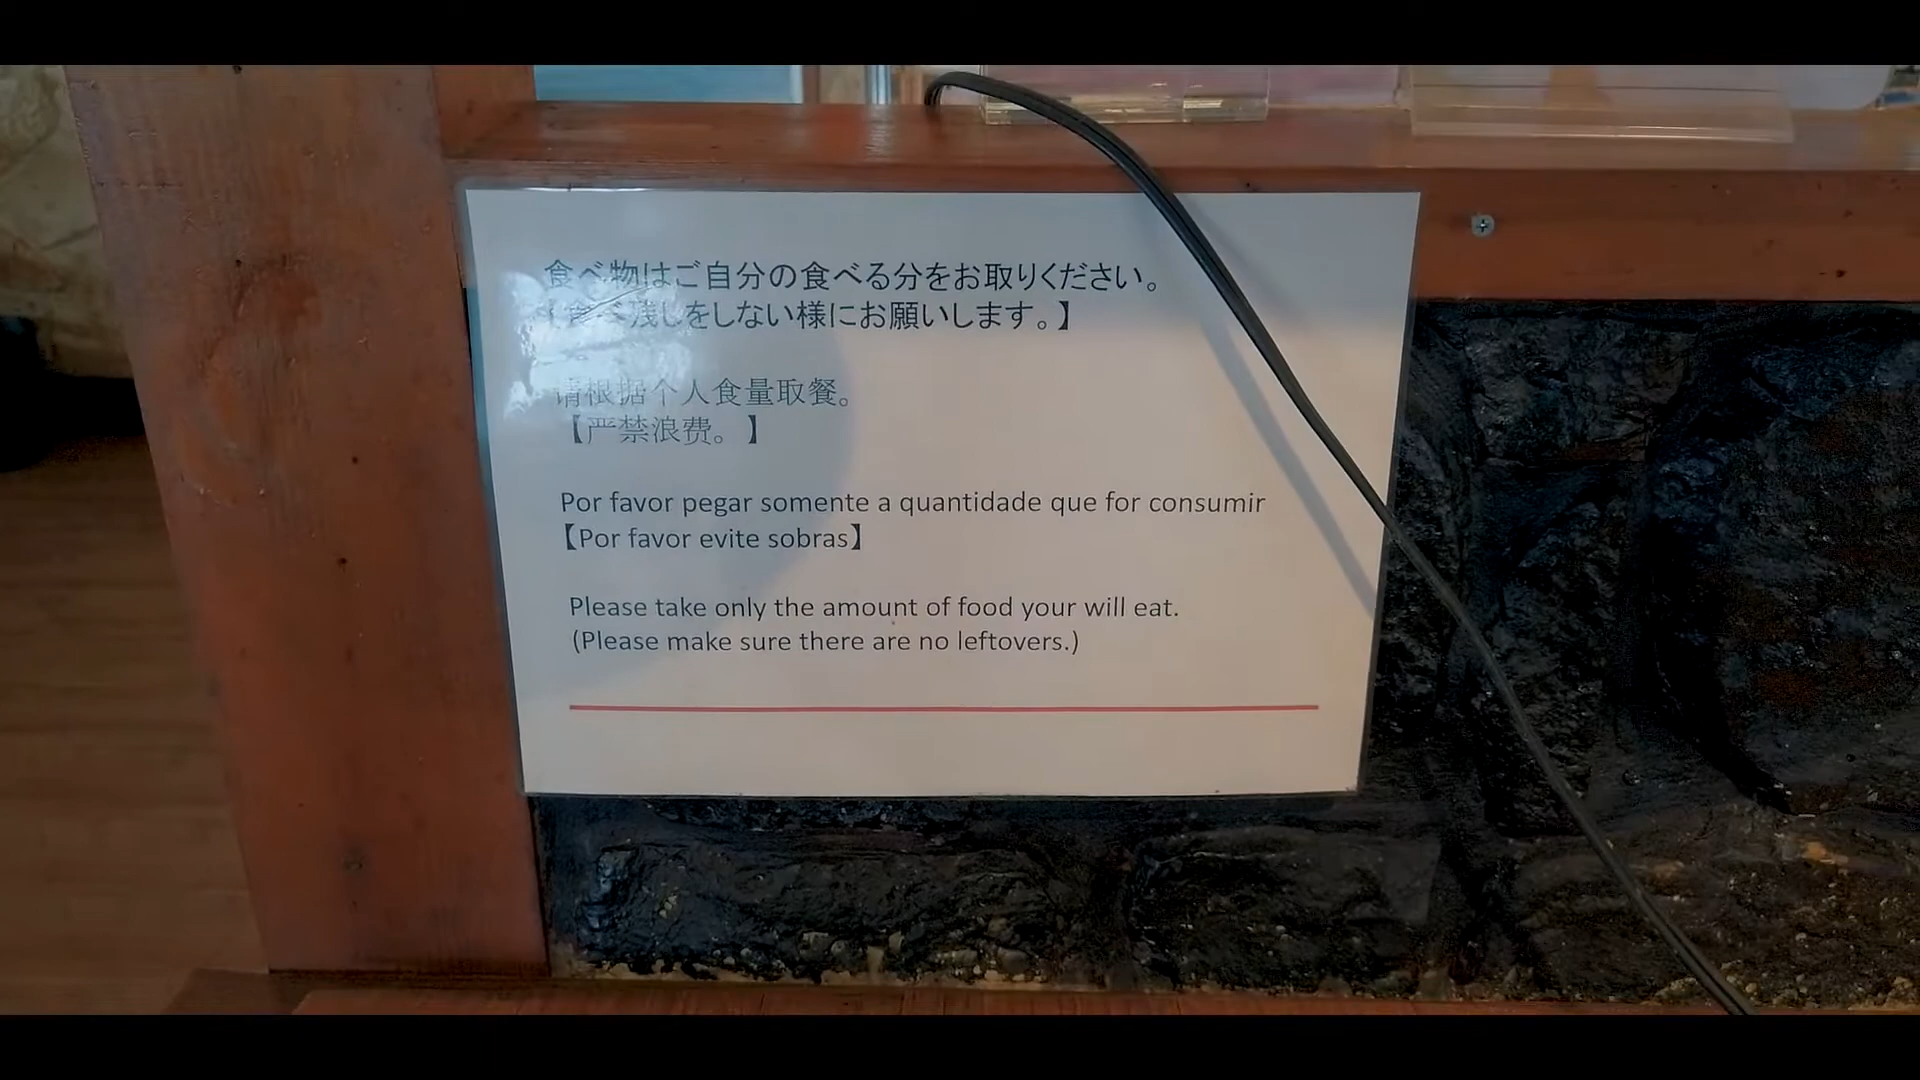 食べ物はご自分の食べる分をお取りください。
【食べ残しをしない様にお願いします。】
请根据个人食量取餐。
【严禁浪费。】
Por favor pegar somente a quantidade que for consumir
【Por favor evite sobras】
Please take only the amount of food your will eat.
(Please make sure there are no leftovers.)